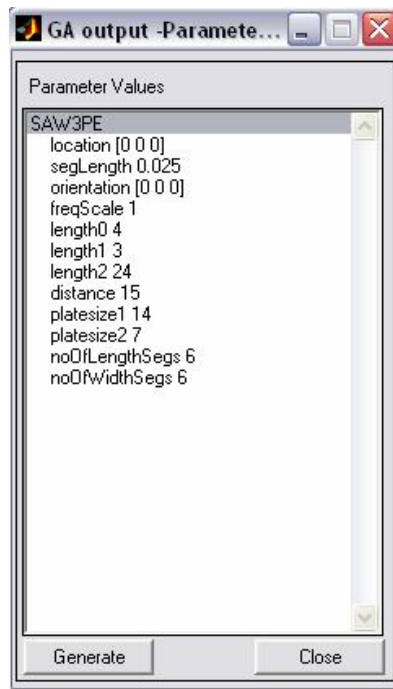 GA output -Paramete...
Parameter Values
SAW3PE
location [0 0 0]
segLength 0.025
orientation [0 0 0]
freqScale 1
length0 4
length1 3
length2 24
distance 15
platesize1 14
platesize2 7
noOfLengthSegs 6
noOfWidthSegs 6
Generate
Close